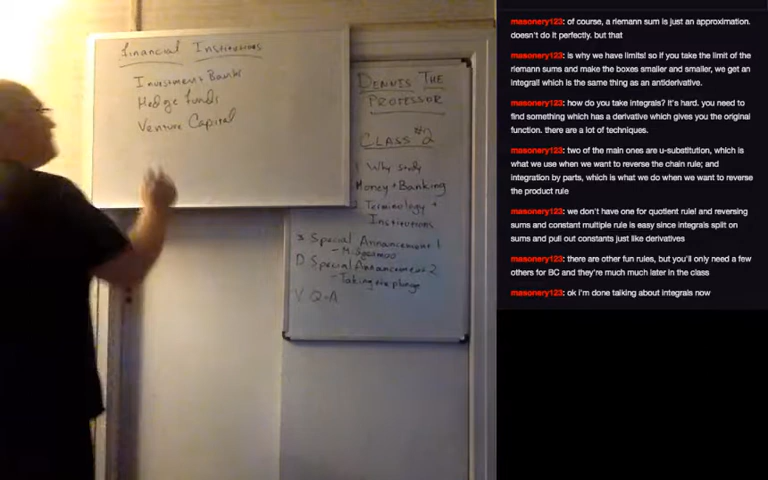 Financial Institutions
Investment Banks
Hedge Funds
Venture Capital
DENNIS THE
PROFESSOR
CLASS #2
Why study
Money + Banking
Terminology +
Institutions
Special Announcement 1
Special Announcement 2
- Taking the plunge
V Q-A
masonery123: of course, a riemann sum is just an approximation.
doesn't do it perfectly. but that
masonery123: is why we have limits! so if you take the limit of the
riemann sums and make the boxes smaller and smaller, we get an
integral! which is the same thing as an antiderivative.
masonery123: how do you take integrals? it's hard. you need to
find something which has a derivative which gives you the original
function. there are a lot of techniques.
masonery123: two of the main ones are u-substitution, which is
what we use when we want to reverse the chain rule; and
integration by parts, which is what we do when we want to reverse
the product rule
masonery123: we don't have one for quotient rule! and reversing
sums and constant multiple rule is easy since integrals split on
sums and pull out constants just like derivatives
masonery123: there are other fun rules, but you'll only need a few
others for BC and they're much much later in the class
masonery123: ok I'm done talking about integrals now